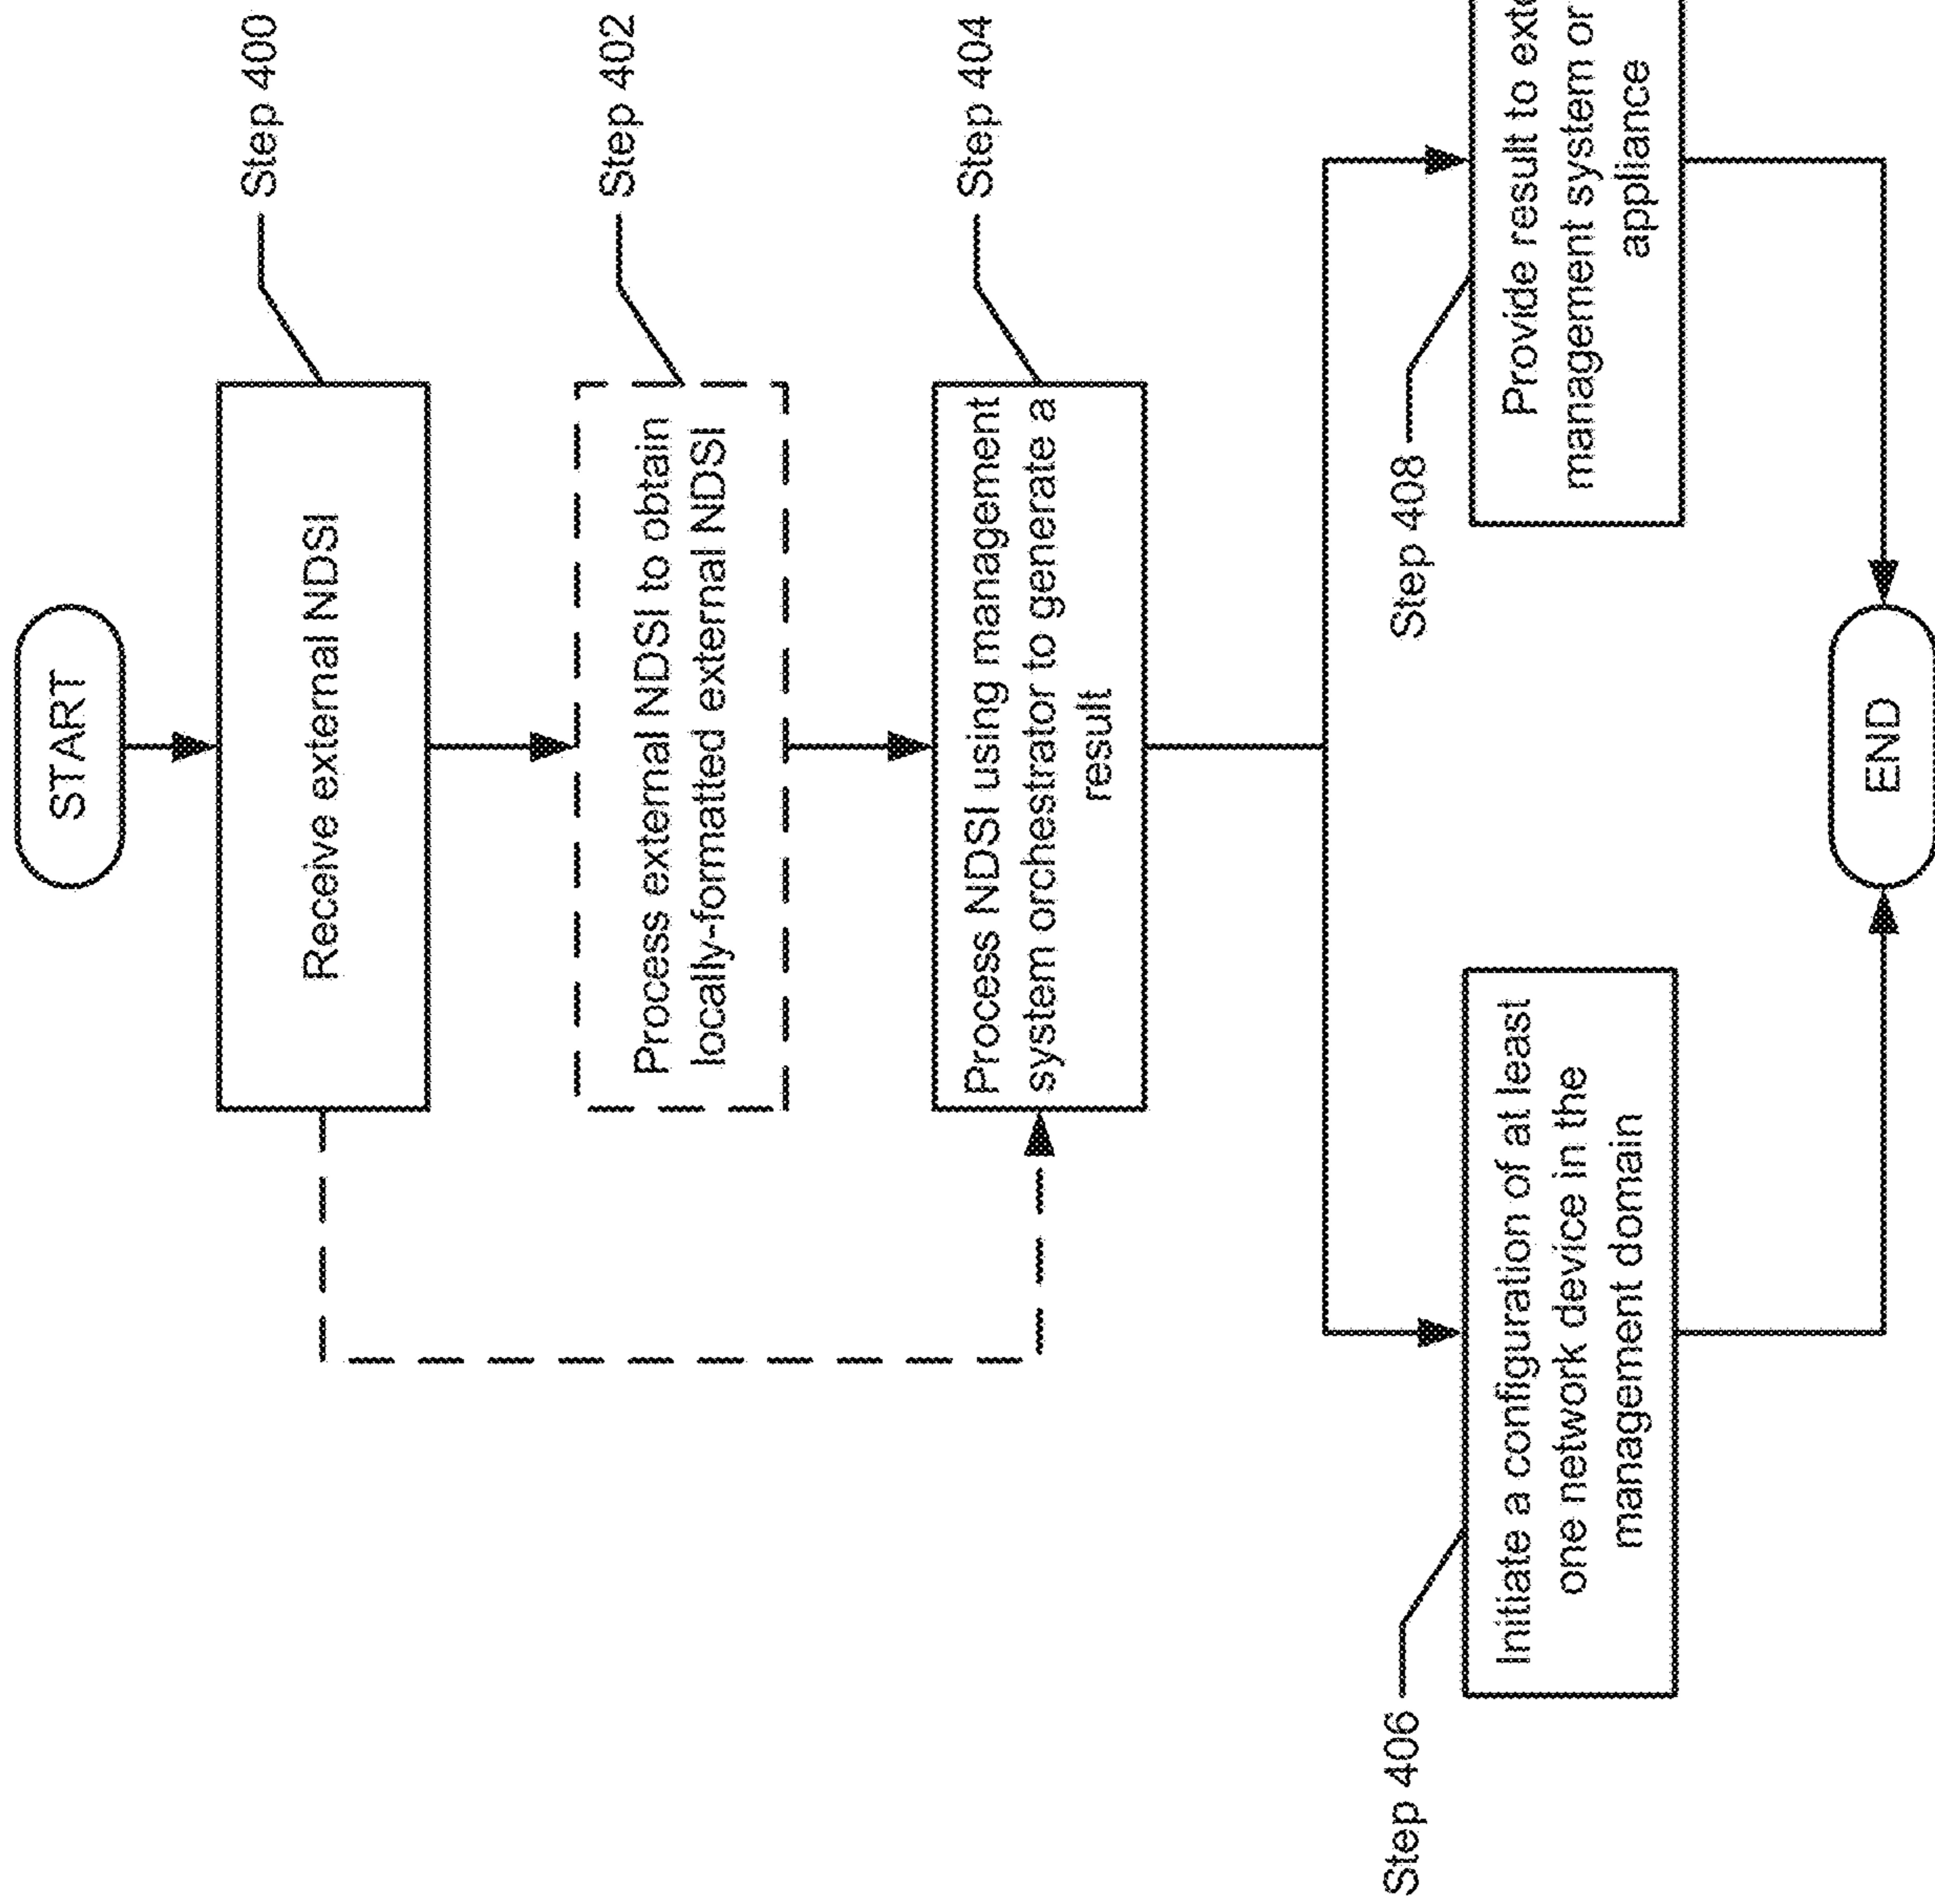 START
Step 400
Receive external NDSI
Step 402
Process external NDSI to obtain
locally-formatted external NDSI
Step 404
Process NDSI using management
system orchestrator to generate a
result
Step 406
Initiate a configuration of at least
one network device in the
management domain
Step 408
Provide result to
management system or
appliance
END